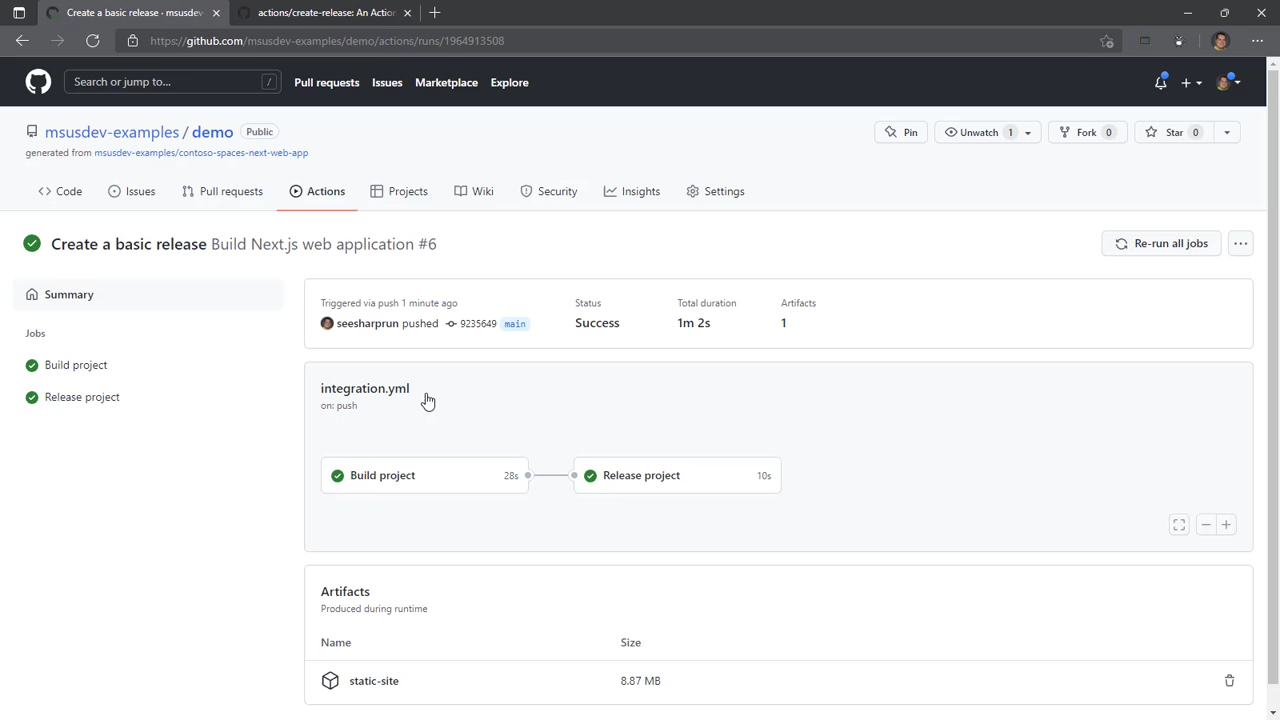 Create a basic release · msusdev-
actions/create-release: An Action
https://github.com/msusdev-examples/demo/actions/runs/1964913508
Search or jump to... /
Pull requests Issues Marketplace Explore
msusdev-examples / demo Public
Pin Unwatch 1 Fork 0 Star 0
generated from msusdev-examples/contoso-spaces-next-web-app
Code Issues Pull requests Actions Projects Wiki Security Insights Settings
Create a basic release Build Next.js web application #6
Re-run all jobs
Summary
Jobs
Build project
Release project
Triggered via push 1 minute ago
seesharprun pushed 9235649 main
Status
Success
Total duration
1m 2s
Artifacts
1
integration.yml
on: push
Build project 28s
Release project 10s
Artifacts
Produced during runtime
Name Size
static-site 8.87 MB